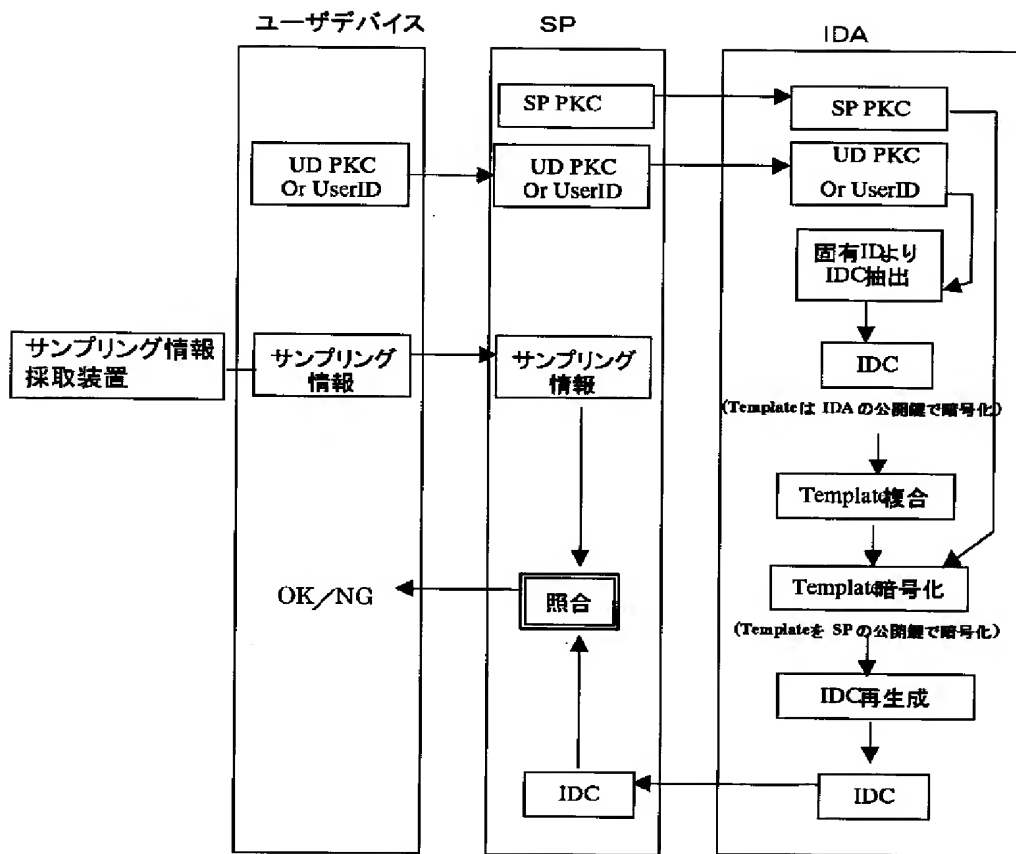 ユーザデバイス
SP
IDA
SP PKC
SP PKC
UD PKC
Or UserID
UD PKC
Or UserID
UD PKC
Or UserID
固有IDより
IDC抽出
サンプリング情報
採取装置
サンプリング
情報
サンプリング
情報
IDC
(Templateは IDA の公開鍵で暗号化)
Template複合
Template暗号化
OK/NG
照合
(Templateを SP の公開鍵で暗号化)
IDC再生成
IDC
IDC